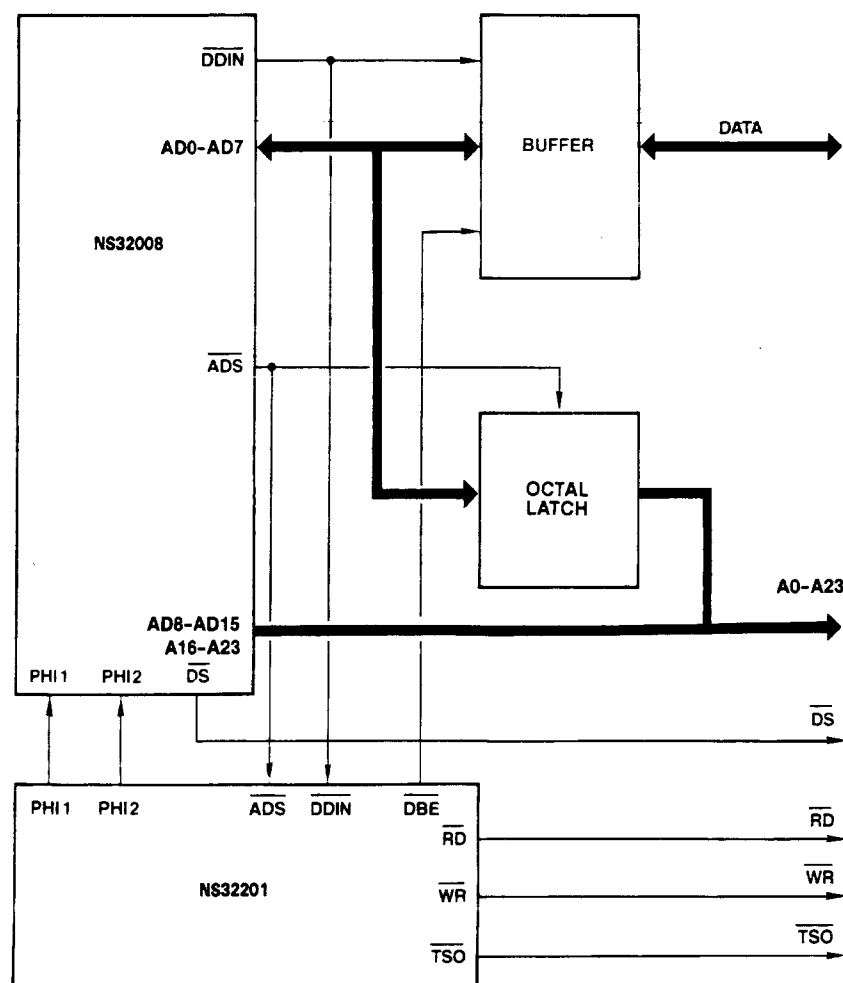 DDIN
DATA
AD0-AD7
BUFFER
NS32008
ADS
OCTAL
LATCH
A0-A23
AD8-AD15
A16-A23
PHI1 PHI2 DS
DS
PHI1 PHI2 ADS DDIN DBE
RD
RD
WR
WR
NS32201
TSO
TSO